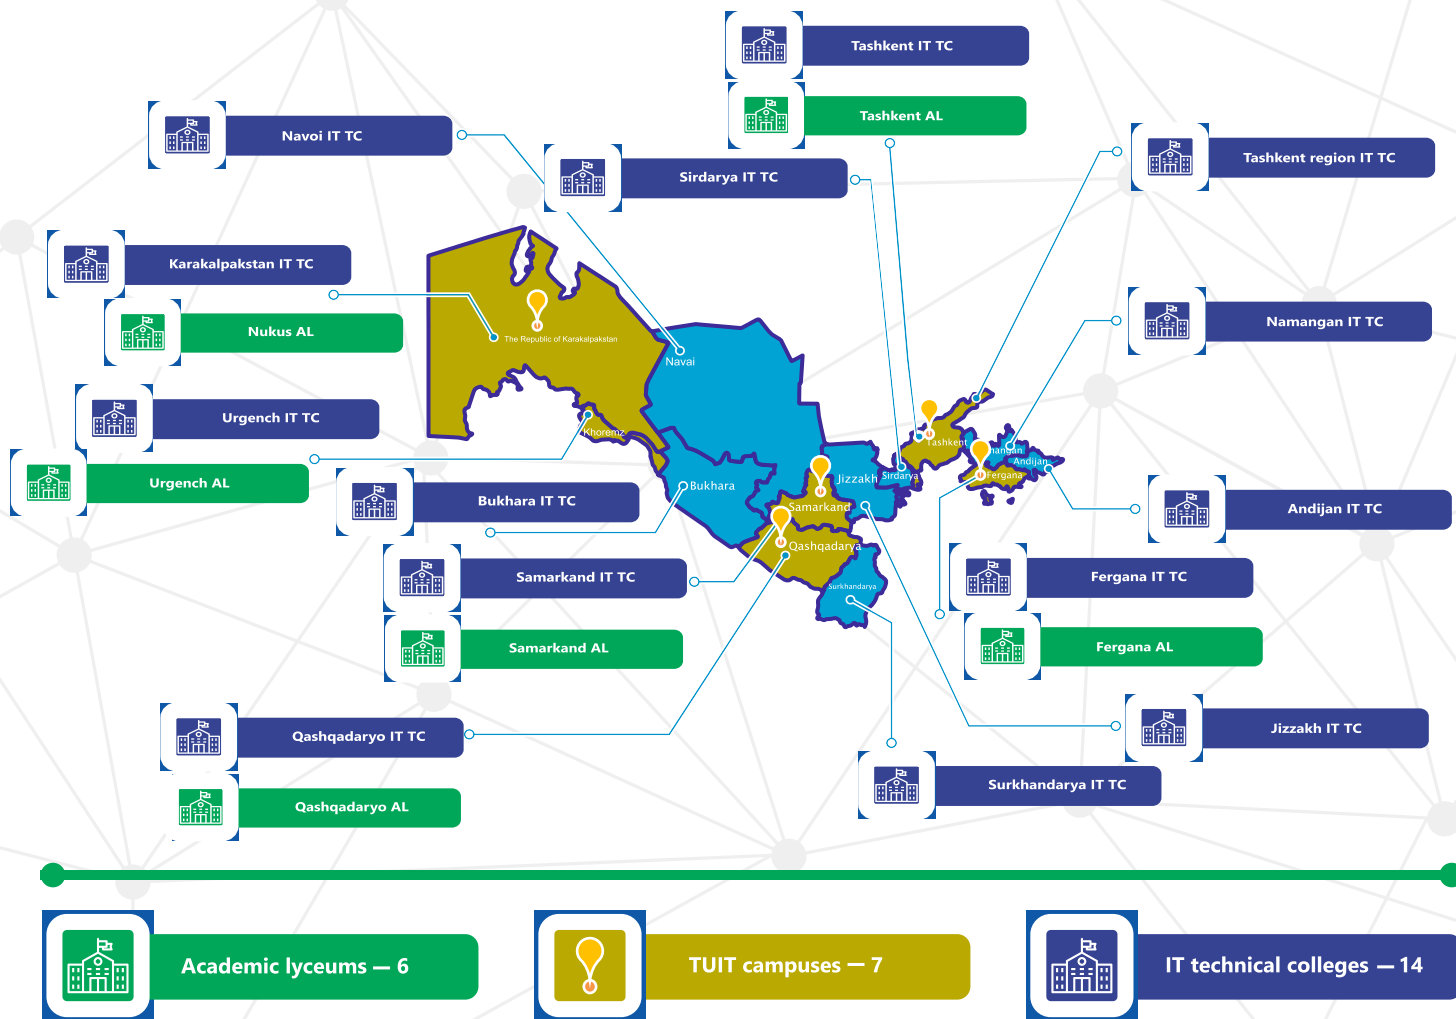 Tashkent IT TC
Tashkent AL
Navoi IT TC
Sirdarya IT TC
Tashkent region IT TC
Karakalpakstan IT TC
Nukus AL
Namangan IT TC
Urgench IT TC
Urgench AL
Bukhara IT TC
Andijan IT TC
Samarkand IT TC
Samarkand AL
Fergana IT TC
Fergana AL
Qashqadaryo IT TC
Qashqadaryo AL
Jizzakh IT TC
Surkhandarya IT TC
The Republic of Karakalpakstan
Navai
Khoremz
Bukhara
Samarkand
Qashqadarya
Surkhandarya
Jizzakh
Sirdarya
Tashkent
mangan
Andijan
Fergana
Academic lyceums — 6
TUIT campuses — 7
IT technical colleges — 14